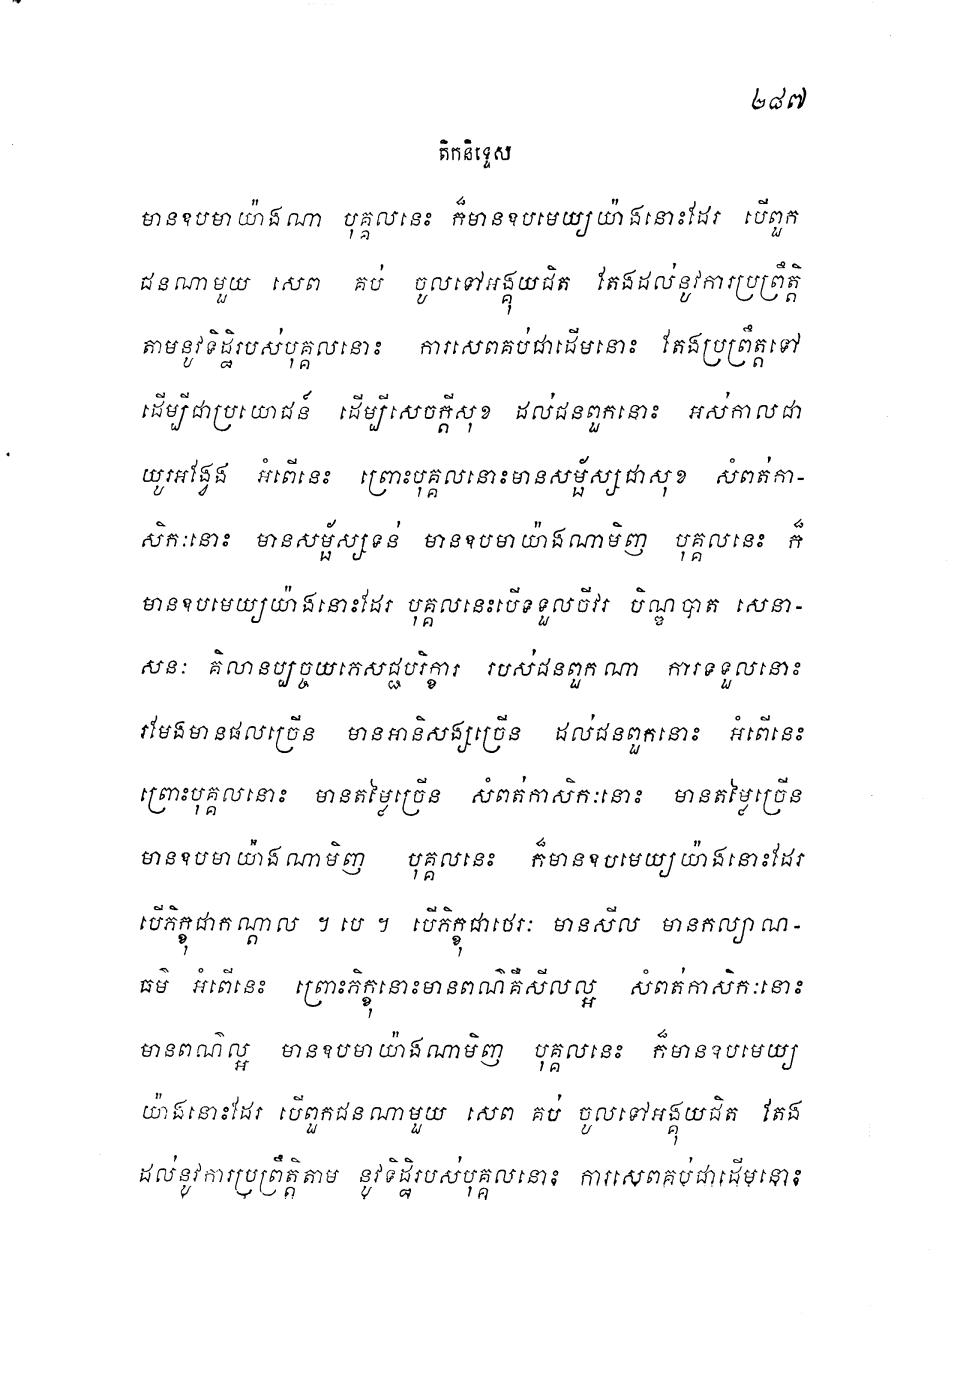 ២៨៧
តិកនិទ្ទេស
មានឧបមាយ៉ាងណា បុគ្គលនេះ ក៏មានឧបមេយ្យយ៉ាងនោះដែរ បើពួក
ជនណាមួយ សេព គប់ ចូលទៅអង្គុយជិត តែងដល់នូវការប្រព្រឹត្តិ
តាមនូវទិដ្ឋិរបស់បុគ្គលនោះ ការសេពគប់ជាដើមនោះ តែងប្រព្រឹត្តទៅ
ដើម្បីជាប្រយោជន៍ ដើម្បីសេចក្តីសុខ ដល់ជនពួកនោះ អស់កាលជា
យូរអង្វែង អំពើនេះ ព្រោះបុគ្គលនោះមានសម្ផ័ស្សជាសុខ សំពត់កា-
សិកៈនោះ មានសម្ផ័ស្សទន់ មានឧបមាយ៉ាងណាមិញ បុគ្គលនេះ ក៏
មានឧបមេយ្យយ៉ាងនោះដែរ បុគ្គលនេះបើទទួលចីវរ បិណ្ឌបាត សេនា-
សនៈ គិលានប្បច្ចយភេសជ្ជបរិក្ខារ របស់ជនពួកណា ការទទួលនោះ
រមែងមានផលច្រើន មានអានិសង្សច្រើន ដល់ជនពួកនោះ អំពើនេះ
ព្រោះបុគ្គលនោះ មានតម្លៃច្រើន សំពត់កាសិកៈនោះ មានតម្លៃច្រើន
មានឧបមាយ៉ាងណាមិញ បុគ្គលនេះ ក៏មានឧបមេយ្យយ៉ាងនោះដែរ
បើភិក្ខុជាកណ្តាល ។ បេ ។ បើភិក្ខុជាថេរៈ មានសីល មានកល្យាណ-
ធម៌ អំពើនេះ ព្រោះភិក្ខុនោះមានពណ៌គឺសីលល្អ សំពត់កាសិកៈនោះ
មានពណ៌ល្អ មានឧបមាយ៉ាងណាមិញ បុគ្គលនេះ ក៏មានឧបមេយ្យ
យ៉ាងនោះដែរ បើពួកជនណាមួយ សេព គប់ ចូលទៅអង្គុយជិត តែង
ដល់នូវការប្រព្រឹត្តិតាម នូវទិដ្ឋិរបស់បុគ្គលនោះ ការសេពគប់ជាដើមនោះ